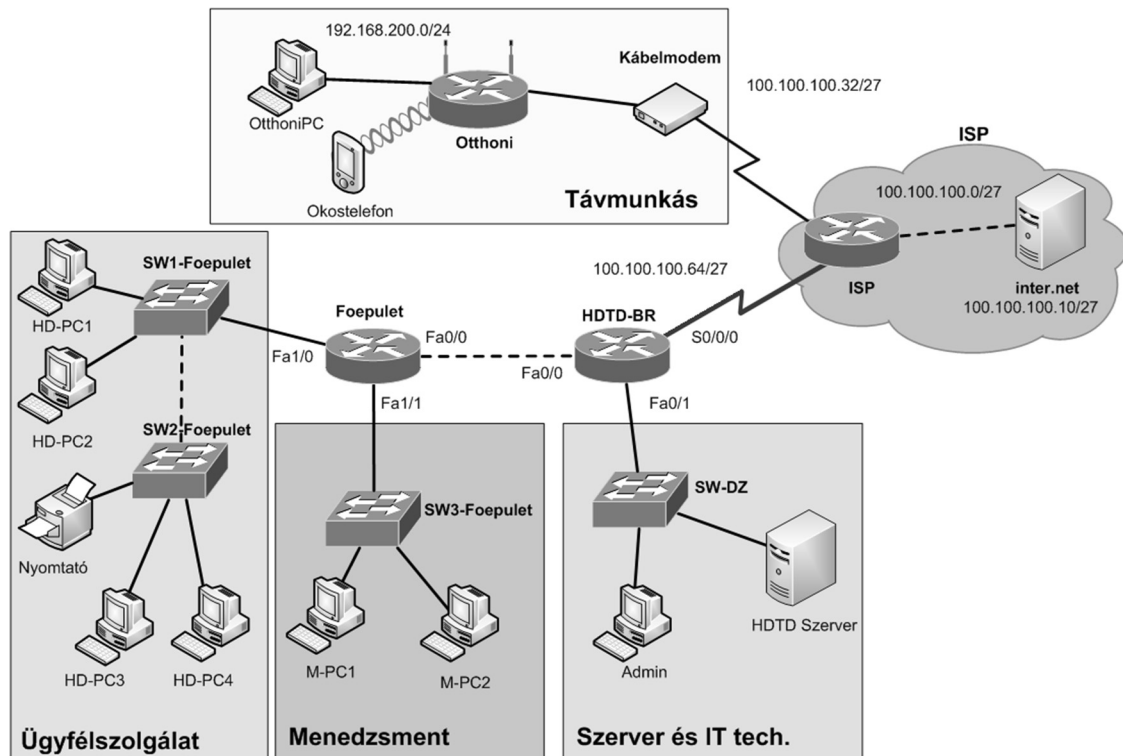 192.168.200.0/24
Kábelmodem
100.100.100.32/27
OtthoniPC
Otthoni
Okostelefon
Távmunkás
ISP
100.100.100.0/27
ISP
inter.net
100.100.100.10/27
100.100.100.64/27
SW1-Foepulet
HD-PC1
HD-PC2
Foepulet
Fa0/0
Fa1/0
Fa1/1
HDTD-BR
S0/0/0
Fa0/0
Fa0/1
SW2-Foepulet
Nyomtató
HD-PC3
HD-PC4
Ügyfélszolgálat
SW3-Foepulet
M-PC1
M-PC2
Menedzsment
SW-DZ
HDTD Szerver
Admin
Szerver és IT tech.